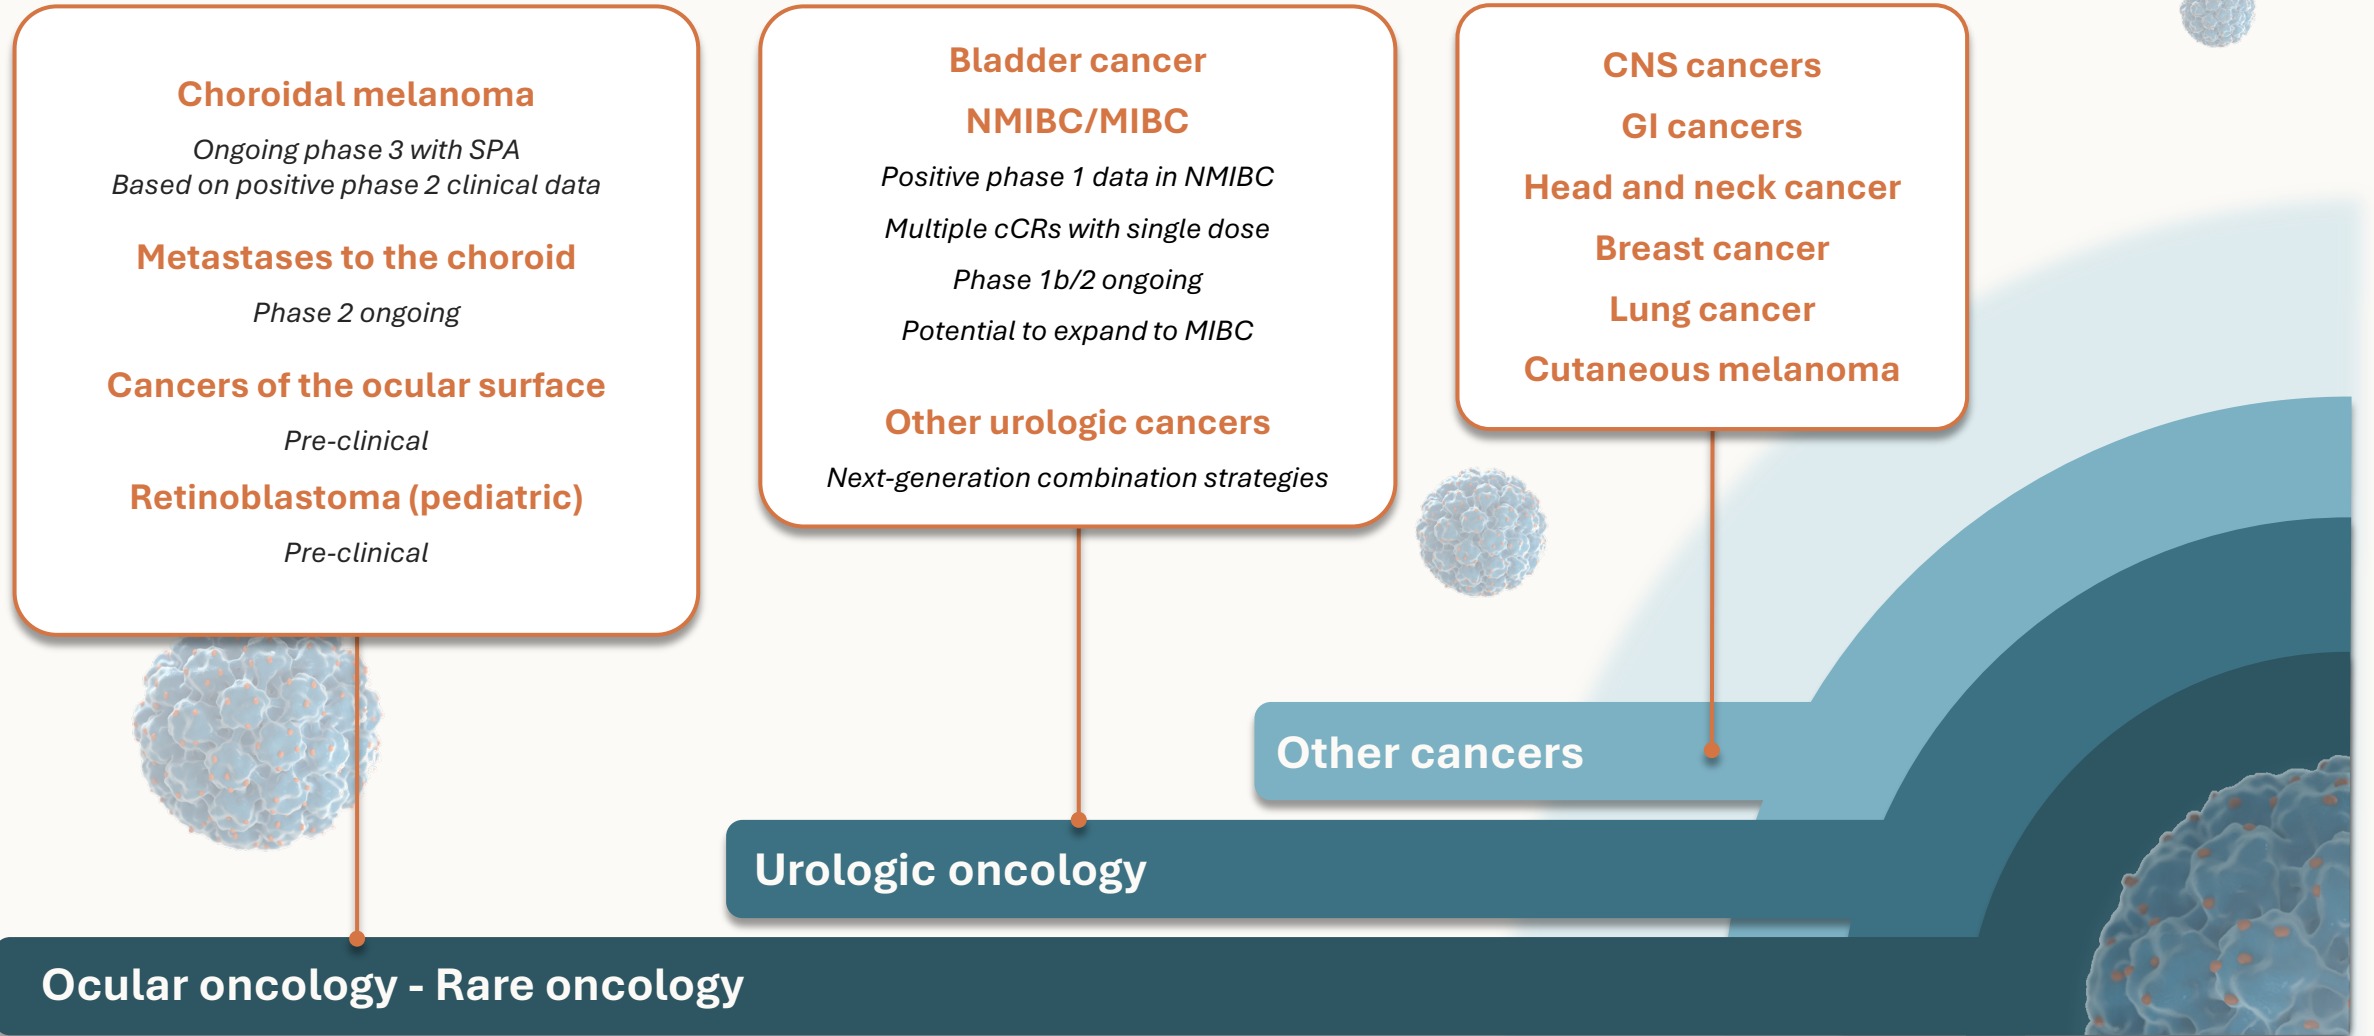 Choroidal melanoma
Ongoing phase 3 with SPA
Based on positive phase 2 clinical data
Metastases to the choroid
Phase 2 ongoing
Cancers of the ocular surface
Pre-clinical
Retinoblastoma (pediatric)
Pre-clinical
Bladder cancer
NMIBC/MIBC
Positive phase 1 data in NMIBC
Multiple cCRs with single dose
Phase 1b/2 ongoing
Potential to expand to MIBC
Other urologic cancers
Next-generation combination strategies
CNS cancers
GI cancers
Head and neck cancer
Breast cancer
Lung cancer
Cutaneous melanoma
Other cancers
Urologic oncology
Ocular oncology - Rare oncology